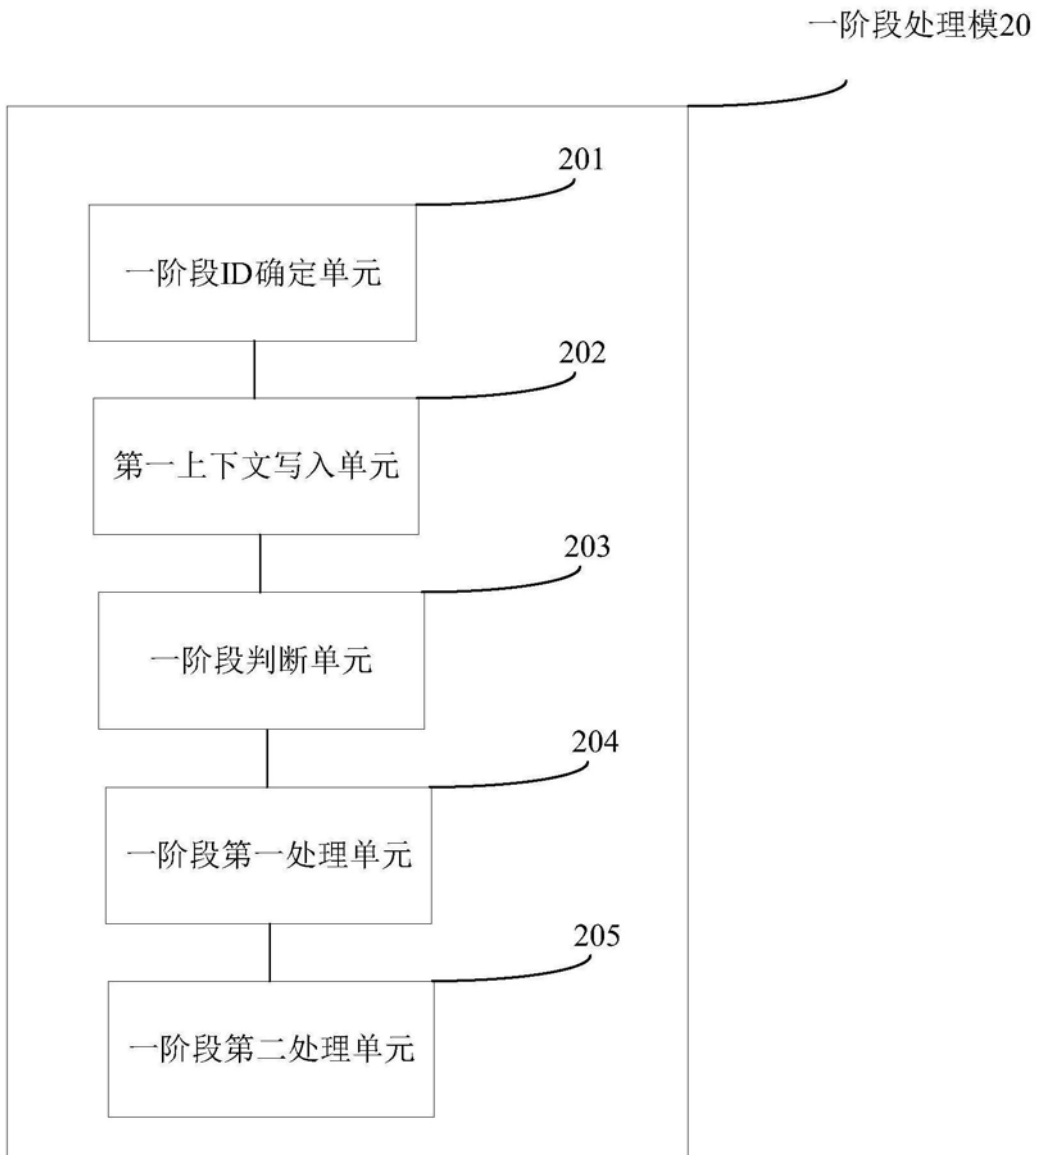 一阶段处理模20
201
一阶段ID确定单元
202
第一上下文写入单元
203
一阶段判断单元
204
一阶段第一处理单元
205
一阶段第二处理单元